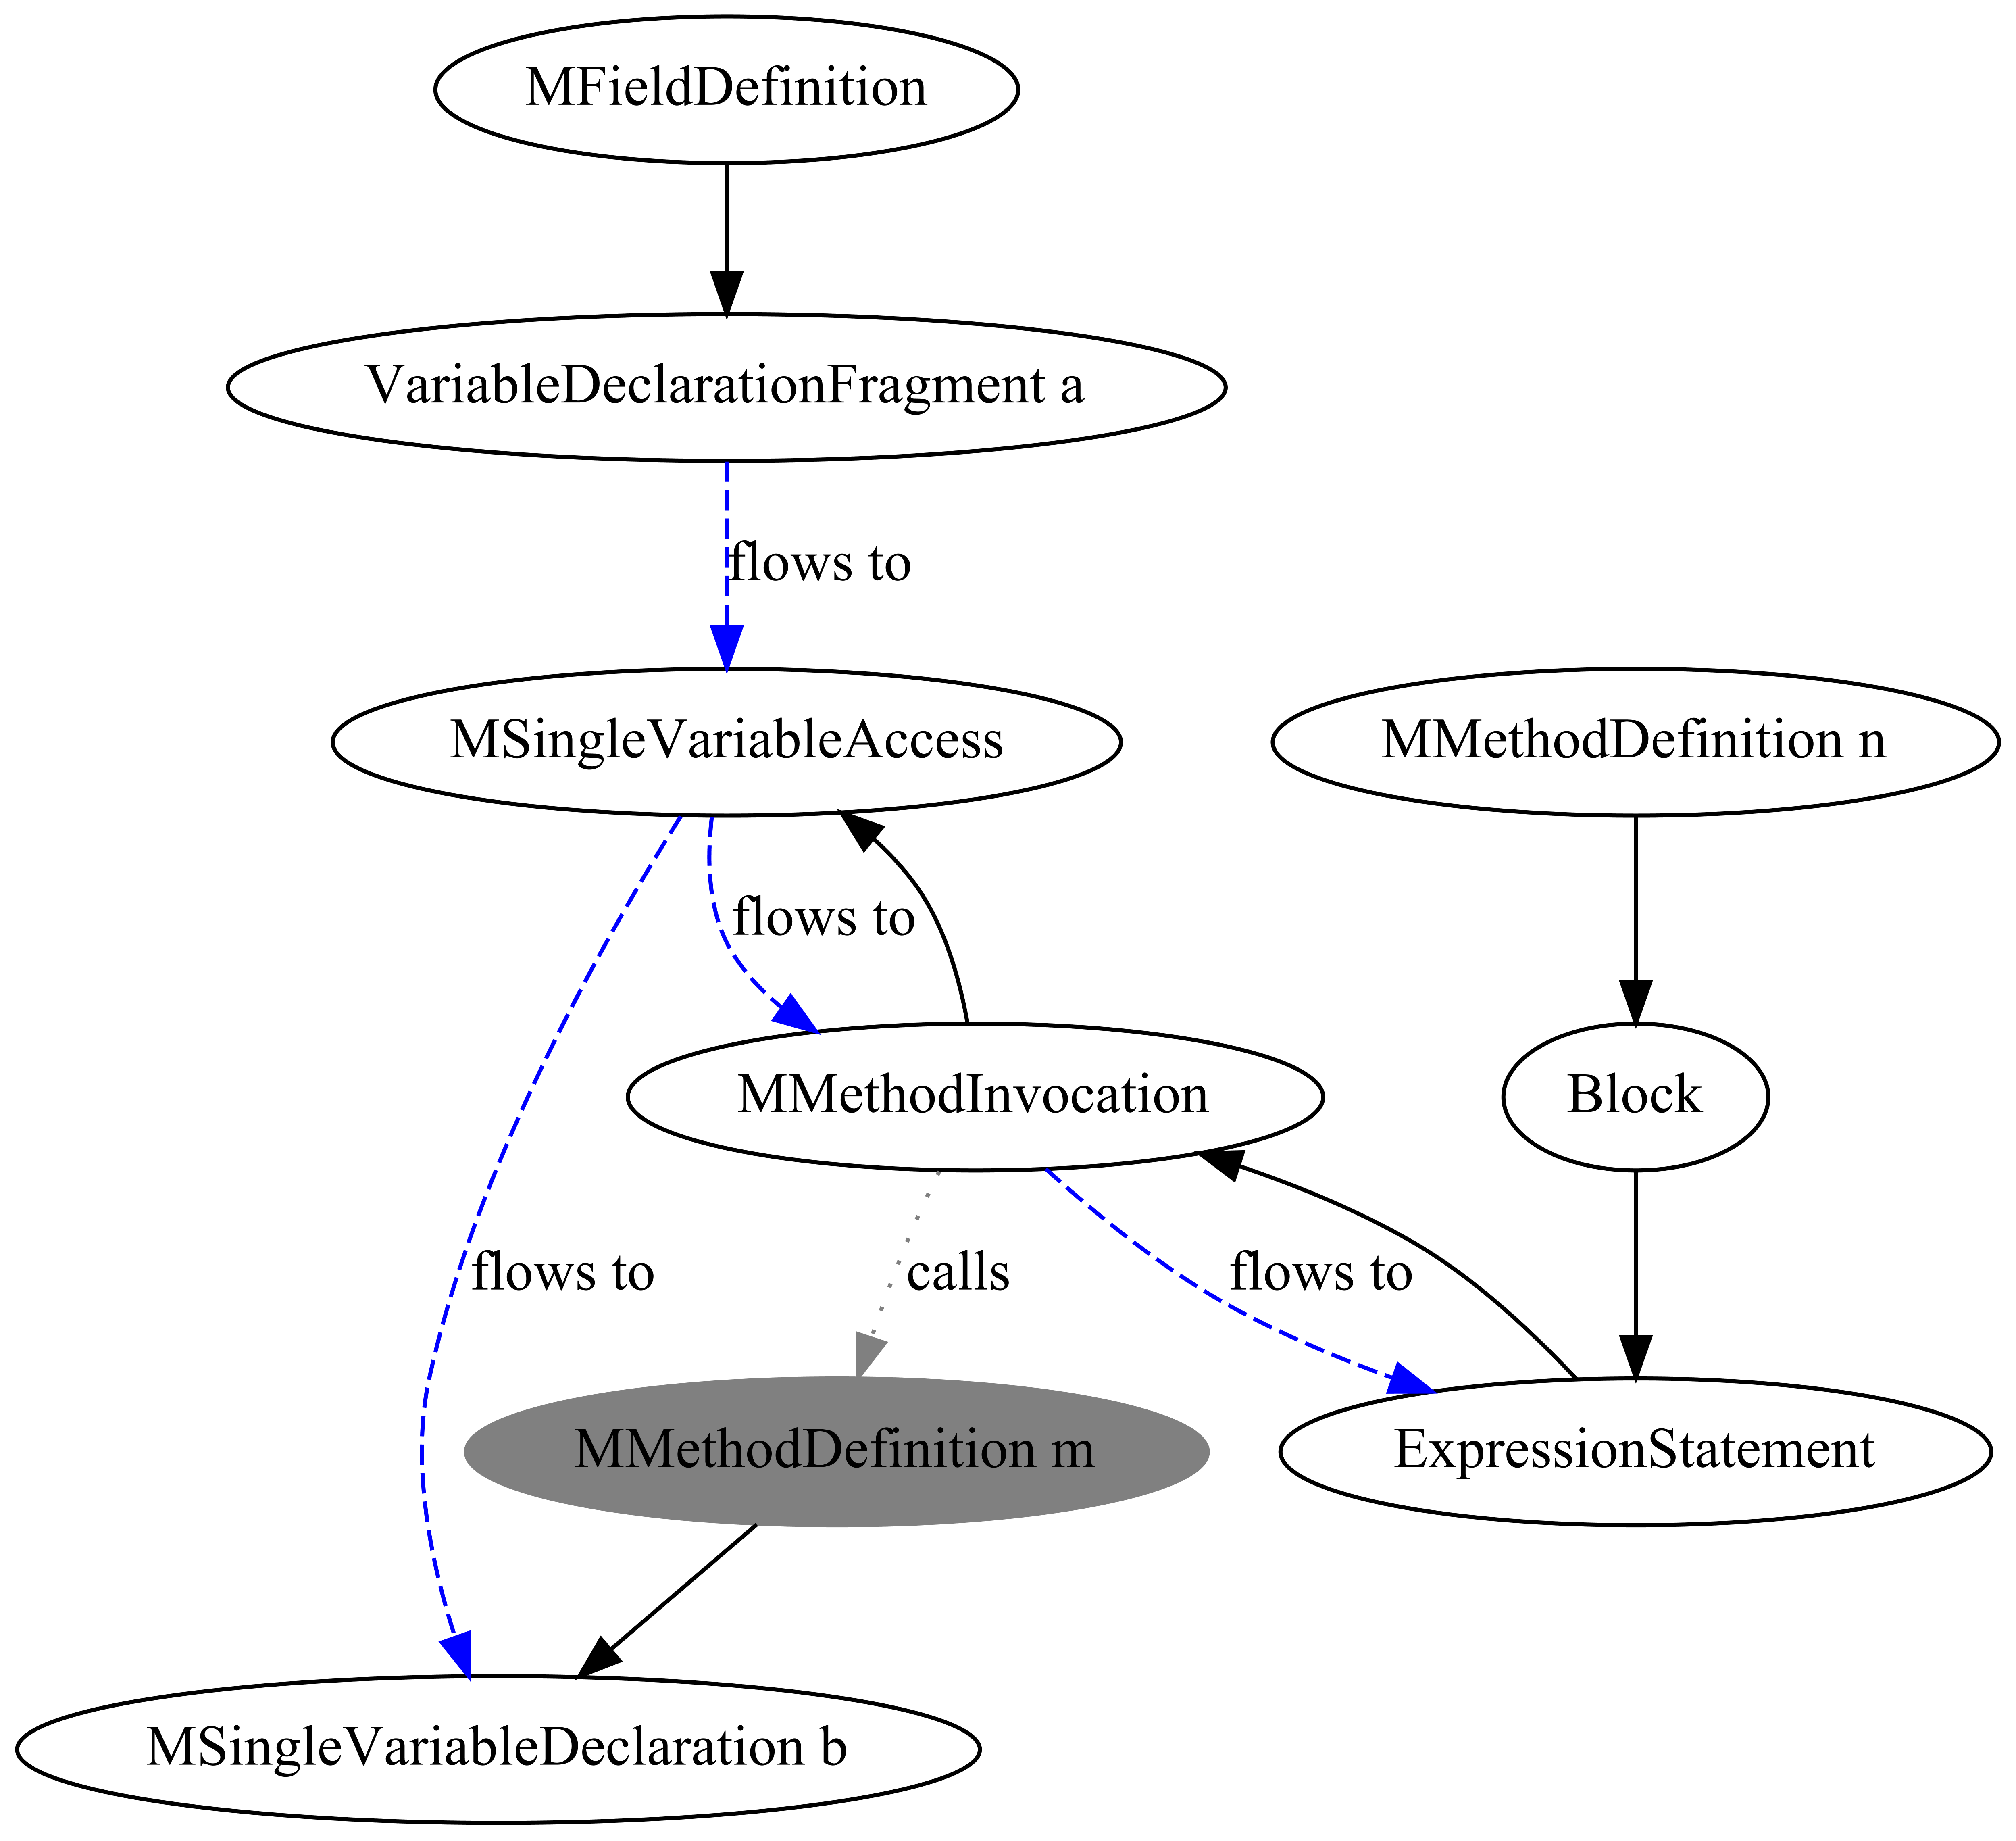 MFieldDefinition
VariableDeclarationFragment a
flows to
MSingleVariableAccess
MMethodDefinition n
flows to
MMethodInvocation
Block
flows to
calls
flows to
MMethodDefinition m
ExpressionStatement
MSingleVariableDeclaration b